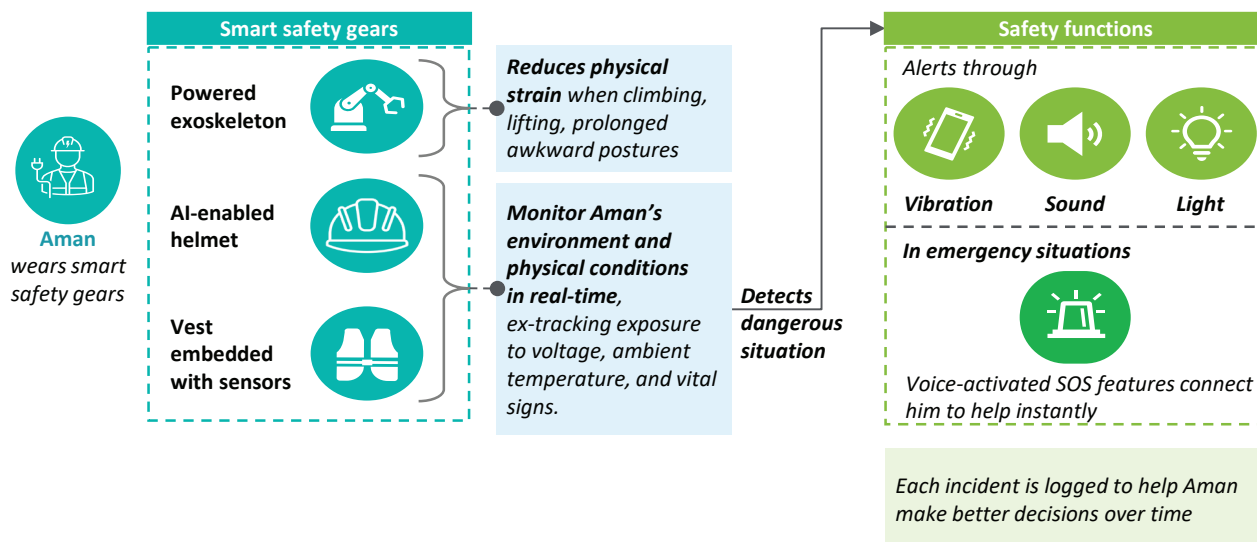 Smart safety gears
Powered
exoskeleton
AI-enabled
helmet
Vest
embedded
with sensors
Aman
wears smart
safety gears
Reduces physical
strain when climbing,
lifting, prolonged
awkward postures
Monitor Aman’s
environment and
physical conditions
in real-time,
ex-tracking exposure
to voltage, ambient
temperature, and vital
signs.
Detects
dangerous
situation
Safety functions
Alerts through
Vibration
Sound
Light
In emergency situations
Voice-activated SOS features connect
him to help instantly
Each incident is logged to help Aman
make better decisions over time